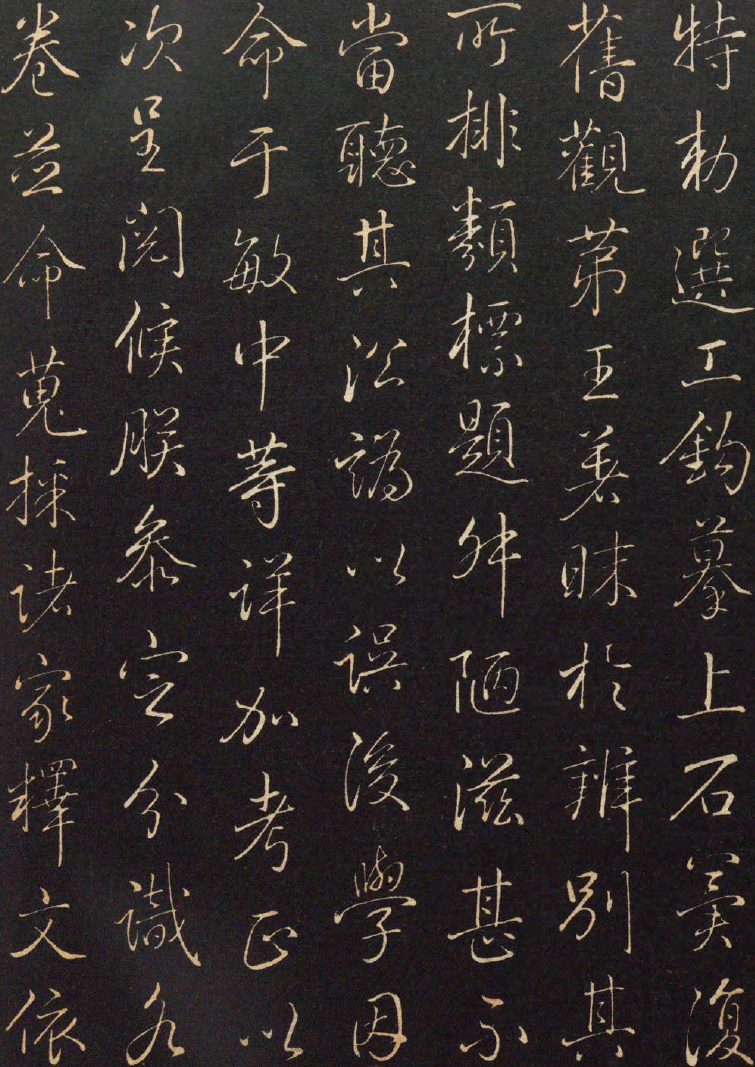 特勅選工鈎摹上石冀復
舊觀第王著昧於辨別其
所排類標題舛陋滋甚不
當聽其沿譌以誤後學因
命于敏中等詳加考正以
次呈閱候朕叅定分識各
卷並命蒐採諸家釋文依